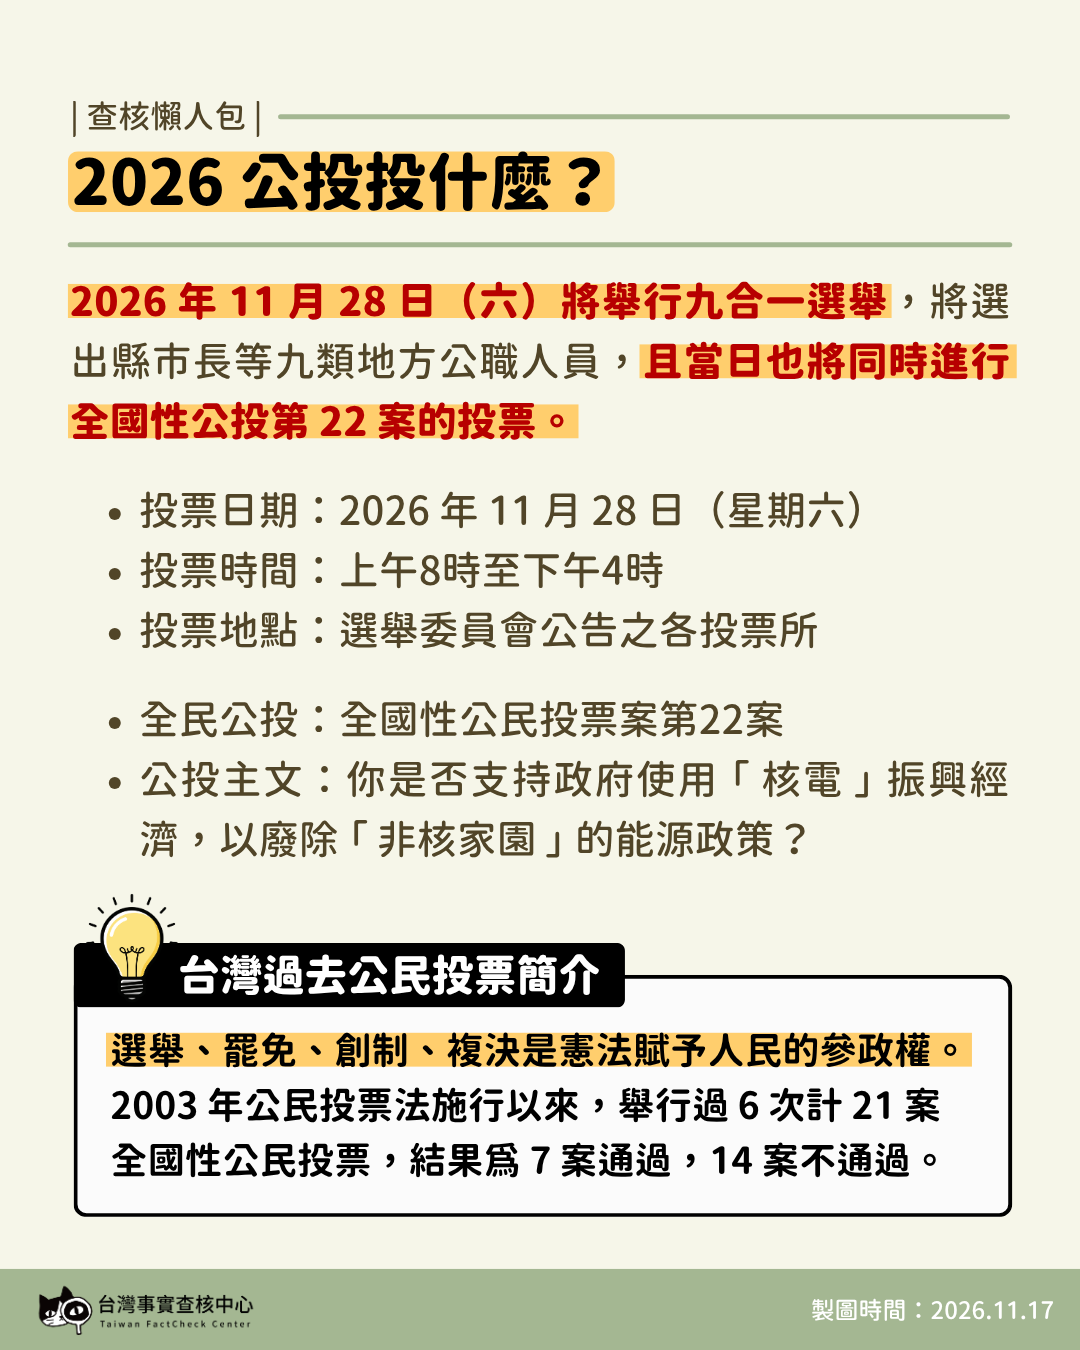 |查核懶人包|
2026 公投投什麼？
2026 年 11 月 28 日（六）將舉行九合一選舉，將選
出縣市長等九類地方公職人員，且當日也將同時進行
全國性公投第 22 案的投票。
• 投票日期：2026 年 11 月 28 日（星期六）
• 投票時間：上午8時至下午4時
• 投票地點：選舉委員會公告之各投票所
• 全民公投：全國性公民投票案第22案
• 公投主文：你是否支持政府使用「核電」振興經
濟，以廢除「非核家園」的能源政策？
台灣過去公民投票簡介
選舉、罷免、創制、複決是憲法賦予人民的參政權。
2003 年公民投票法施行以來，舉行過 6 次計 21 案
全國性公民投票，結果為 7 案通過，14 案不通過。
台灣事實查核中心
Taiwan FactCheck Center
製圖時間：2026.11.17